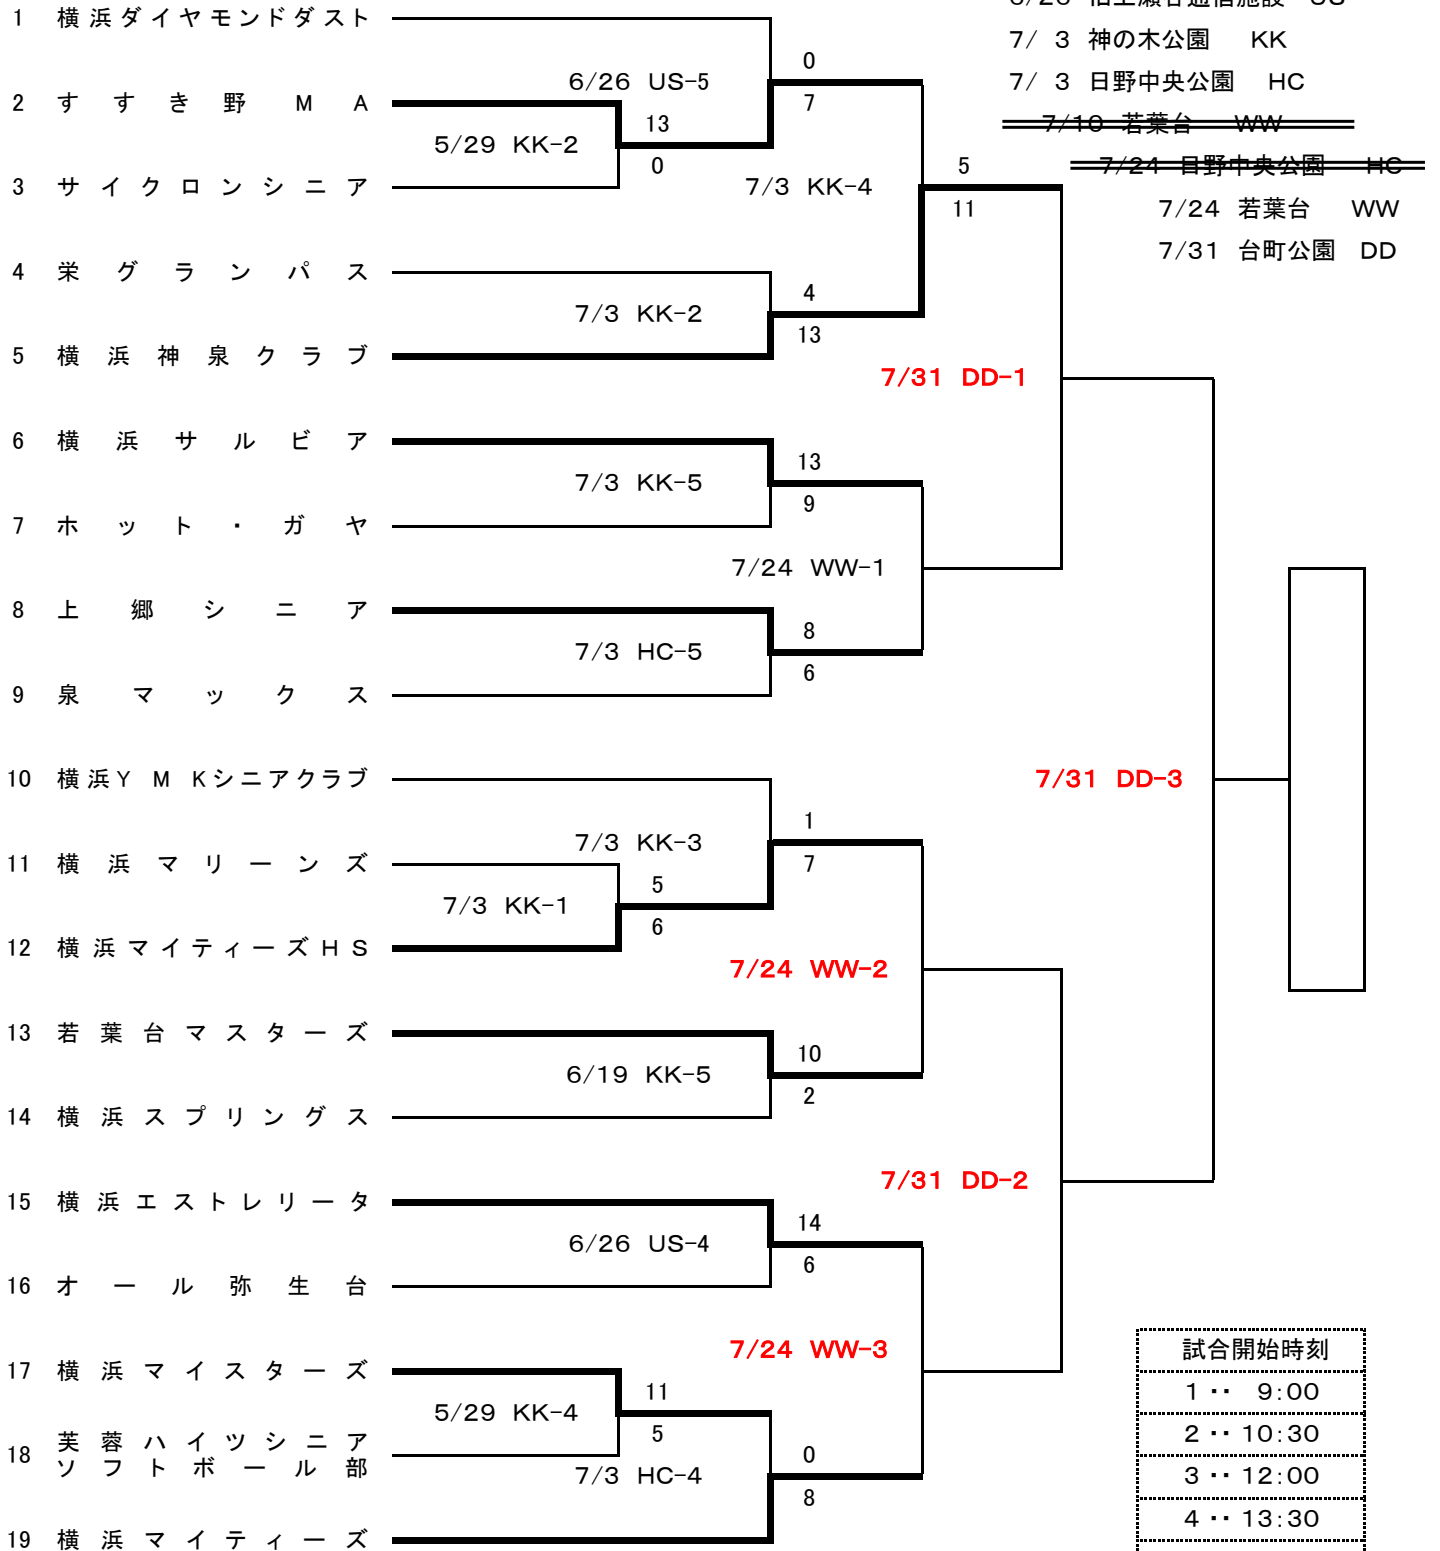 1 横浜ダイヤモンドダスト
7/ 3 神の木公園 KK
0
6/26 US-5
7/ 3 日野中央公園 HC
2 すすき野MA
7
13
7/10 若葉台 WW
5/29 KK-2
0
5
7/24 日野中央公園 HC
3 サイクロンシニア
7/3 KK-4
11
7/24 若葉台 WW
7/31 台町公園 DD
4 栄グランパス
4
7/3 KK-2
13
5 横浜神泉クラブ
7/31 DD-1
6 横浜サルビア
13
7/3 KK-5
9
7 ホット・ガヤ
7/24 WW-1
8 上郷シニア
8
7/3 HC-5
6
9 泉マックス
10 横浜YMKシニアクラブ
7/31 DD-3
1
7/3 KK-3
7
11 横浜マリーンズ
5
7/3 KK-1
6
12 横浜マイティーズHS
7/24 WW-2
13 若葉台マスターズ
10
6/19 KK-5
2
14 横浜スプリングス
7/31 DD-2
15 横浜エストレリータ
14
6/26 US-4
6
16 オール弥生台
7/24 WW-3
試合開始時刻
17 横浜マイスターズ
11
1 ・・ 9:00
5/29 KK-4
5
2 ・・ 10:30
18 芙蓉ハイツシニア
ソフトボール部
0
7/3 HC-4
3 ・・ 12:00
8
4 ・・ 13:30
19 横浜マイティーズ